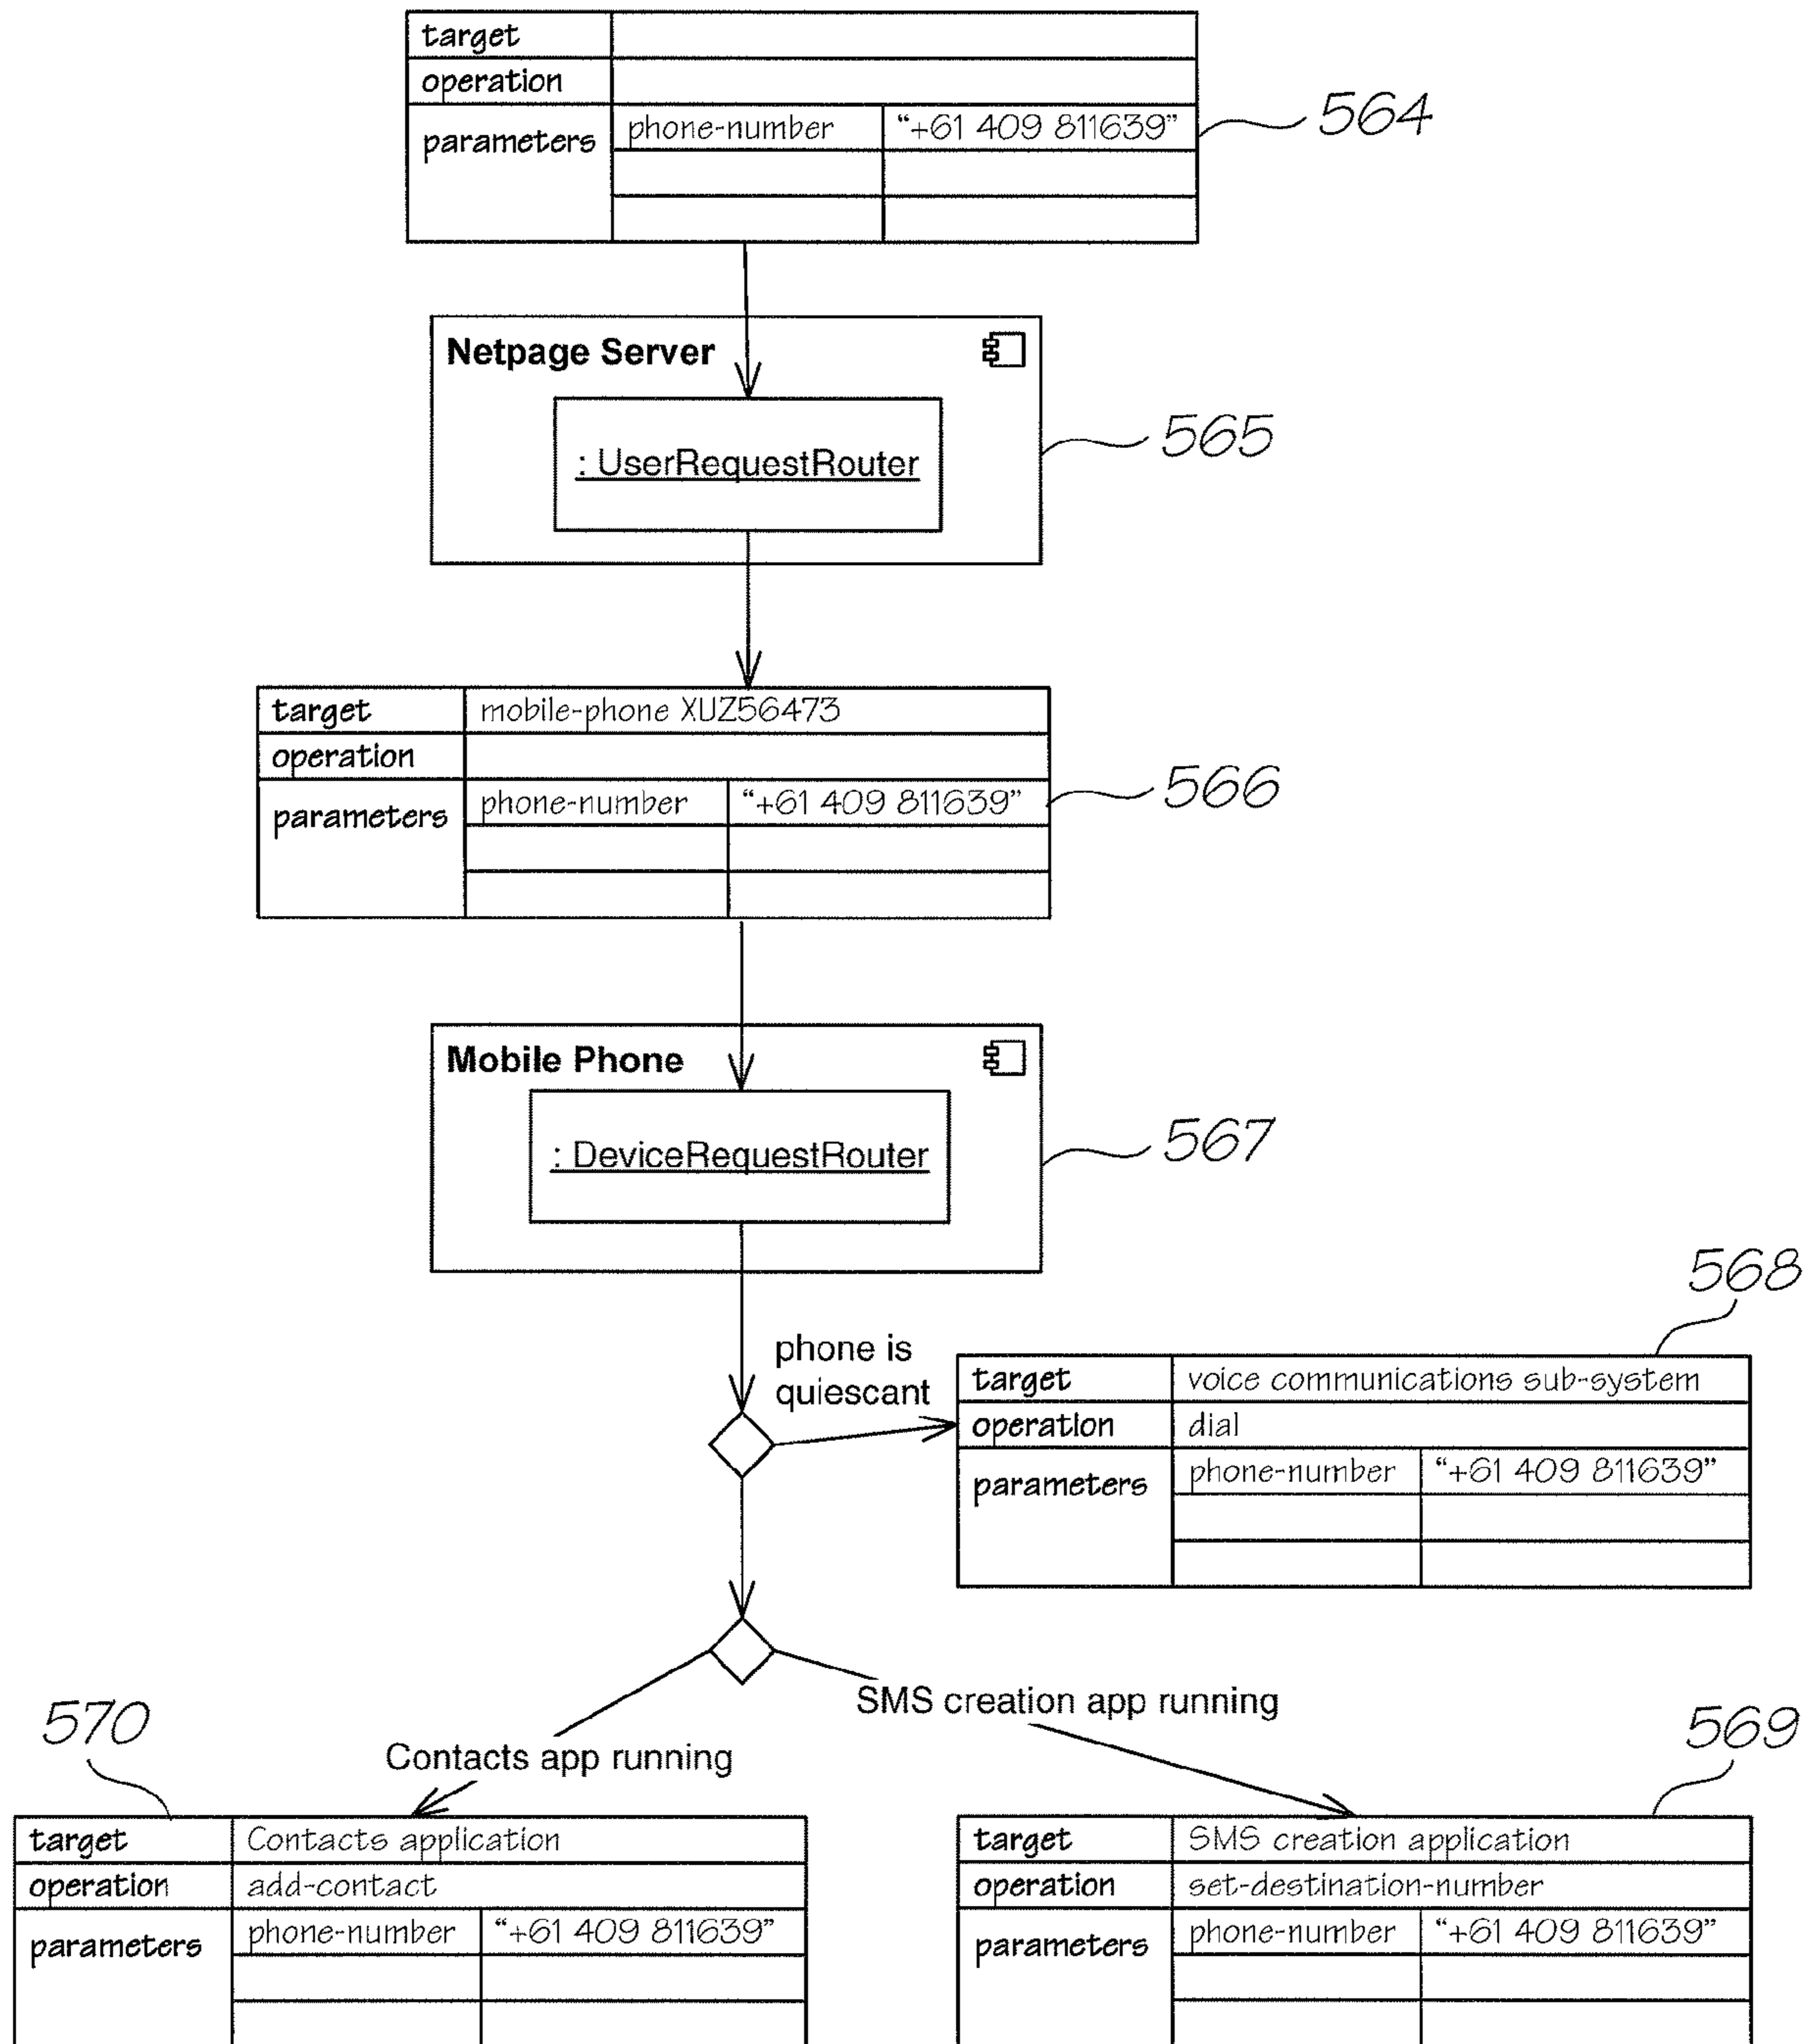 target
operation
parameters phone-number "+61 409 811639"
564
Netpage Server
: UserRequestRouter
565
target mobile-phone XUZ56473
operation
parameters phone-number "+61 409 811639"
566
Mobile Phone
: DeviceRequestRouter
567
phone is
quiescant
568
target voice communications sub-system
operation dial
parameters phone-number "+61 409 811639"
SMS creation app running
Contacts app running
570
target Contacts application
operation add-contact
parameters phone-number "+61 409 811639"
569
target SMS creation application
operation set-destination-number
parameters phone-number "+61 409 811639"